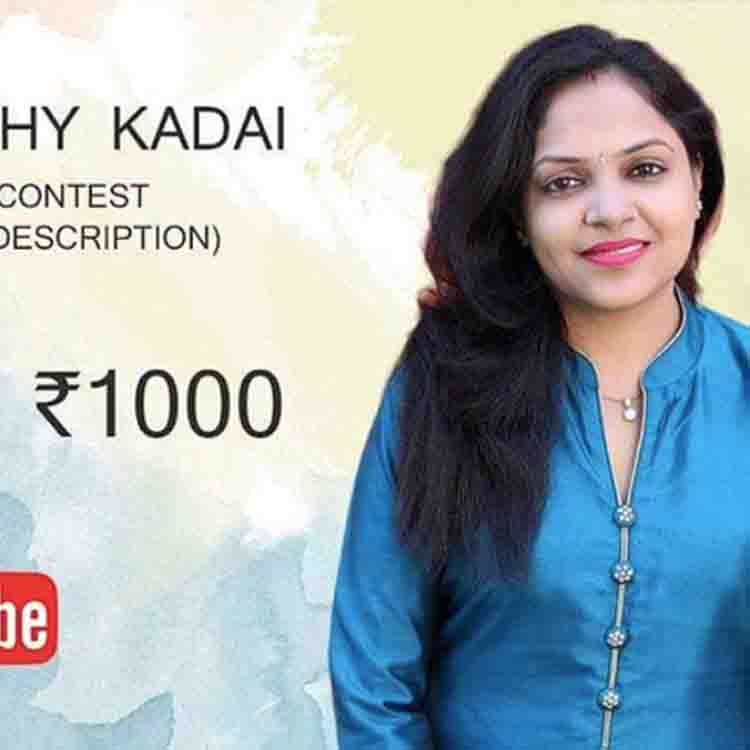 HY KADAI
CONTEST
DESCRIPTION)
₹1000
be